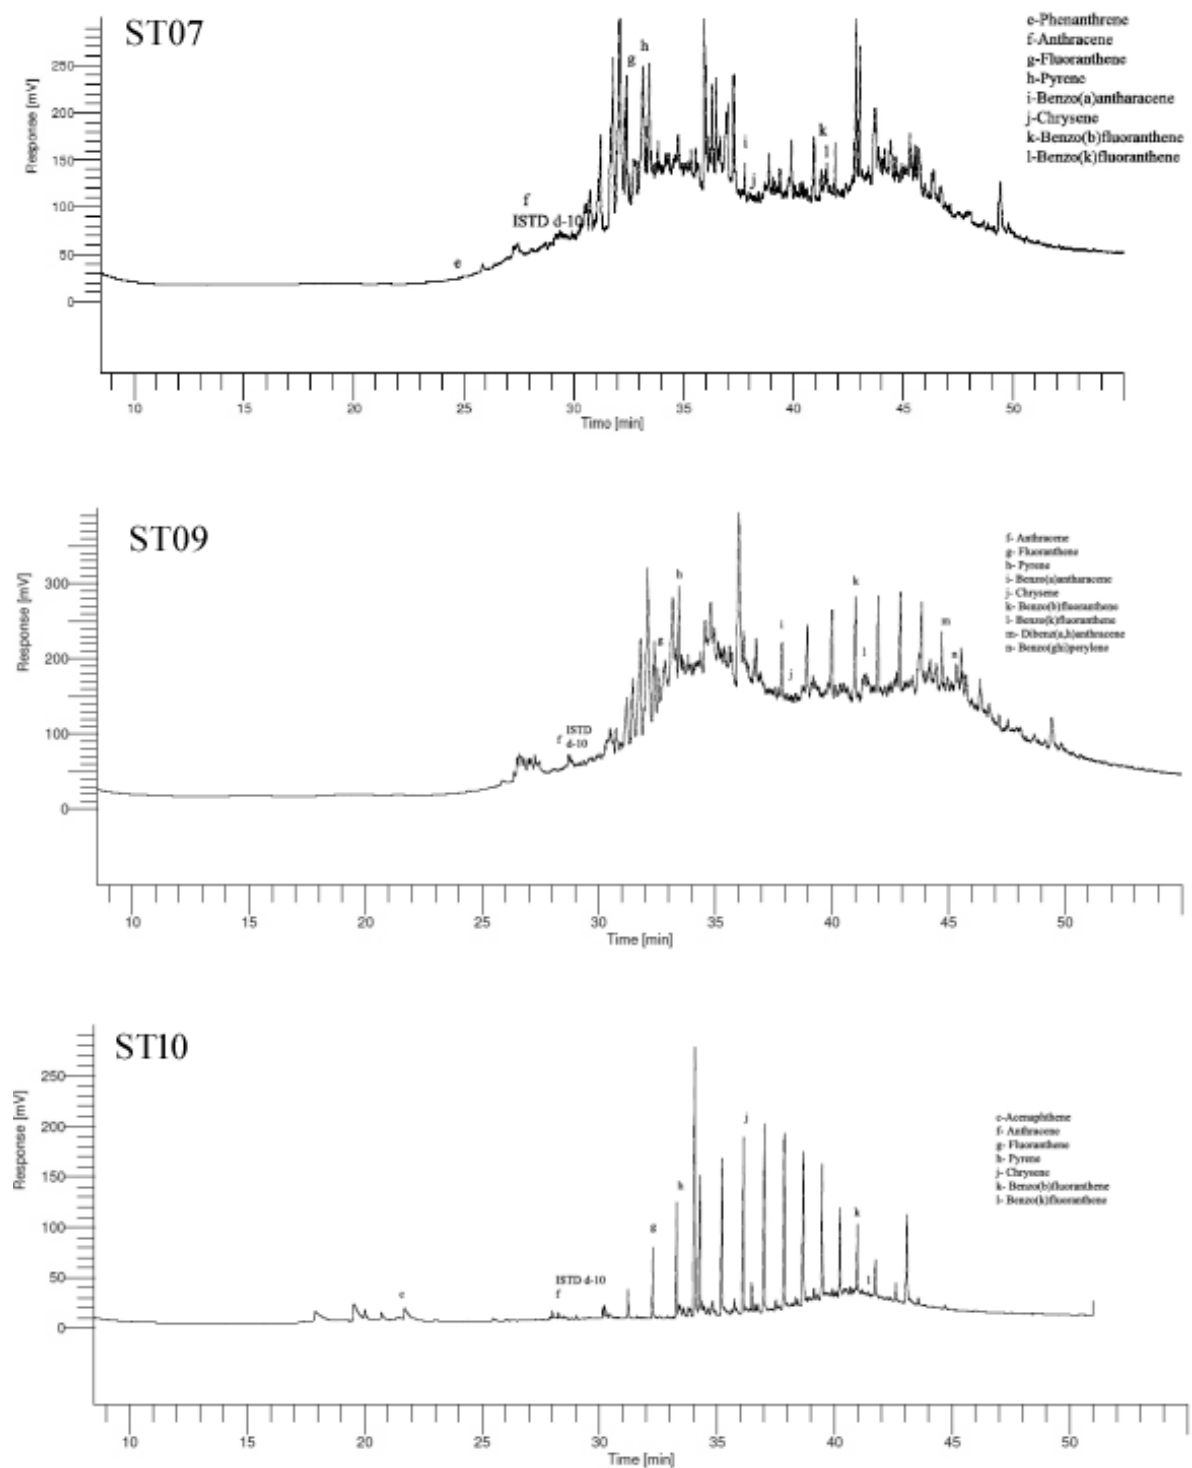 ST07
e-Phenanthrene
f-Anthracene
g-Fluoranthene
h-Pyrene
i-Benzo(a)antharacene
j-Chrysene
k-Benzo(b)fluoranthene
l-Benzo(k)fluoranthene
Response [mV]
250
200
150
100
50
0
e
f
ISTD d-10
g
h
i
j
k
l
10
15
20
25
30
35
40
45
50
Time [min]
ST09
f- Anthracene
g- Fluoranthene
h- Pyrene
i- Benzo(a)antharacene
j- Chrysene
k- Benzo(b)fluoranthene
l- Benzo(k)fluoranthene
m- Dibenz(a,h)anthracene
n- Benzo(ghi)perylene
Response [mV]
300
200
100
0
f
ISTD
d-10
g
h
i
j
k
l
m
n
10
15
20
25
30
35
40
45
50
Time [min]
ST10
c-Acenaphthene
f- Anthracene
g- Fluoranthene
h- Pyrene
j- Chrysene
k- Benzo(b)fluoranthene
l- Benzo(k)fluoranthene
Response [mV]
250
200
150
100
50
0
c
ISTD d-10
f
g
h
j
k
l
10
15
20
25
30
35
40
45
50
Time [min]